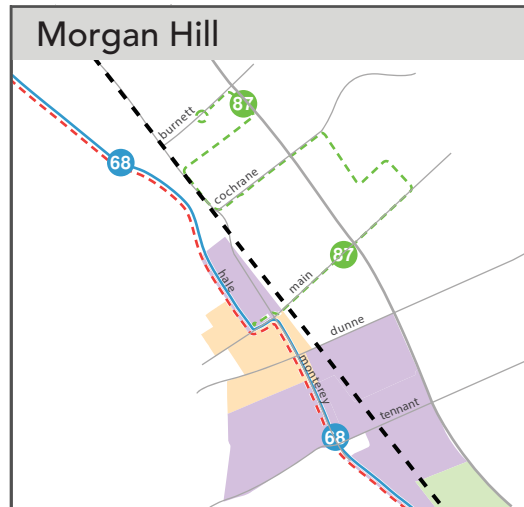 Morgan Hill
burnett
87
68
cochrane
hale
main
87
dunne
monterey
tennant
68